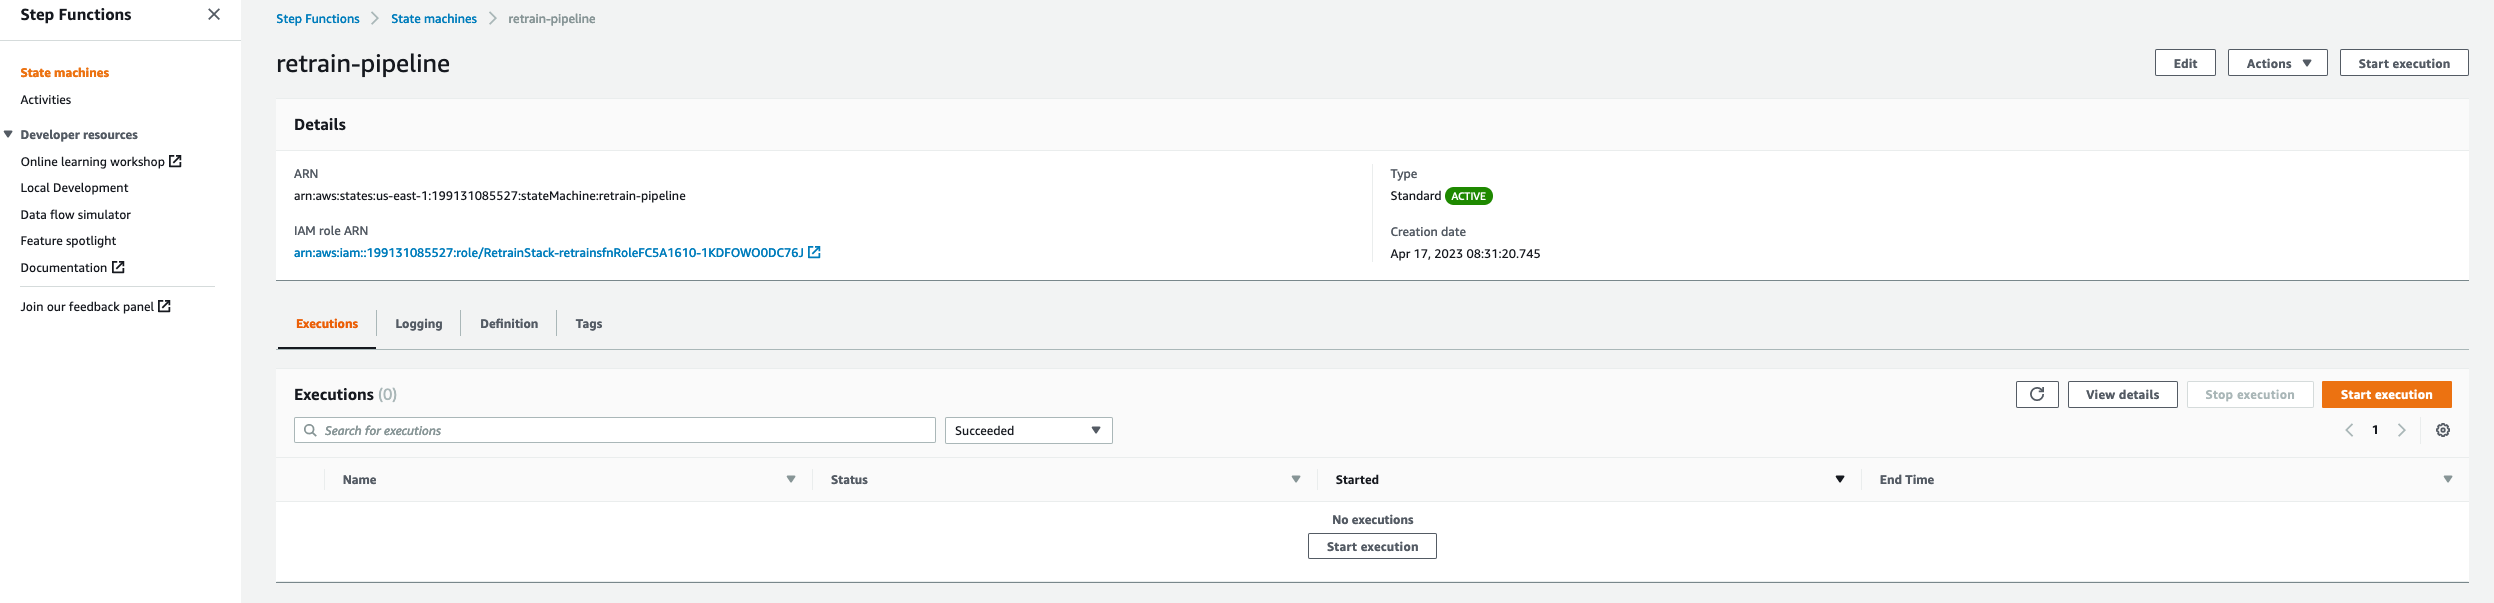 Step Functions
State machines
Activities
Developer resources
Online learning workshop
Local Development
Data flow simulator
Feature spotlight
Documentation
Join our feedback panel
Step Functions State machines retrain-pipeline
retrain-pipeline
Edit Actions Start execution
Details
ARN
arn:aws:states:us-east-1:199131085527:stateMachine:retrain-pipeline
IAM role ARN
arn:aws:iam::199131085527:role/RetrainStack-retrainsfnRoleFC5A1610-1KDFOWO0DC76J
Type
Standard ACTIVE
Creation date
Apr 17, 2023 08:31:20.745
Executions Logging Definition Tags
Executions (0)
View details Stop execution Start execution
Search for executions Succeeded 1
Name Status Started End Time
No executions
Start execution